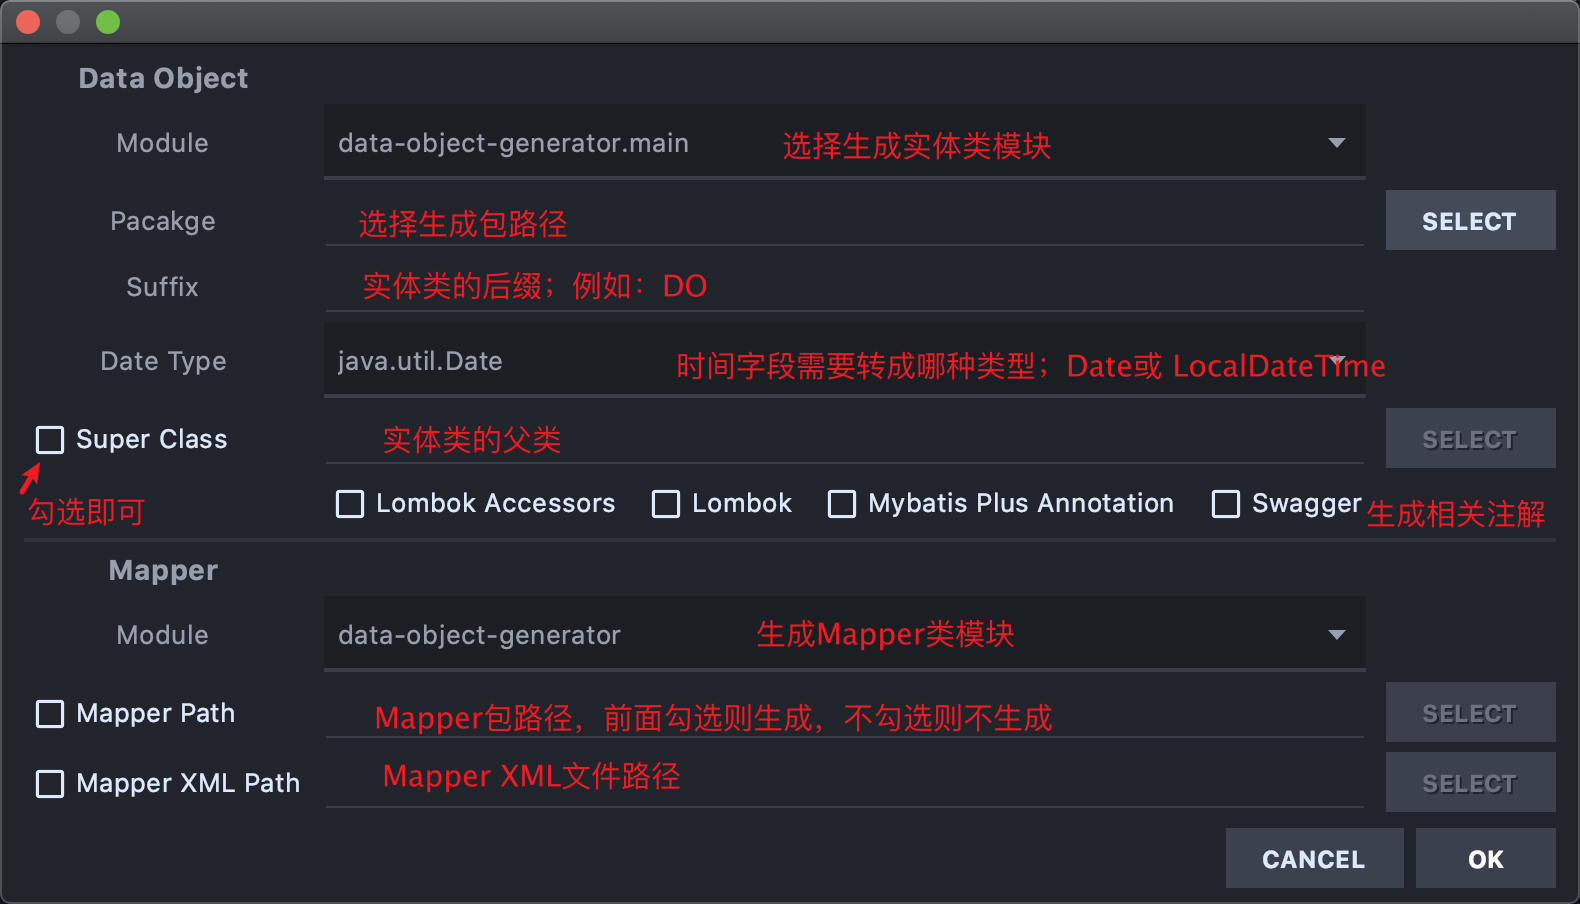 Data Object
Module data-object-generator.main 选择生成实体类模块
Pacakge 选择生成包路径 SELECT
Suffix 实体类的后缀；例如：DO
Date Type java.util.Date 时间字段需要转成哪种类型；Date或 LocalDateTime
Super Class 实体类的父类 SELECT
勾选即可 Lombok Accessors Lombok Mybatis Plus Annotation Swagger 生成相关注解
Mapper
Module data-object-generator 生成Mapper类模块
Mapper Path Mapper包路径，前面勾选则生成，不勾选则不生成 SELECT
Mapper XML Path Mapper XML文件路径 SELECT
CANCEL OK